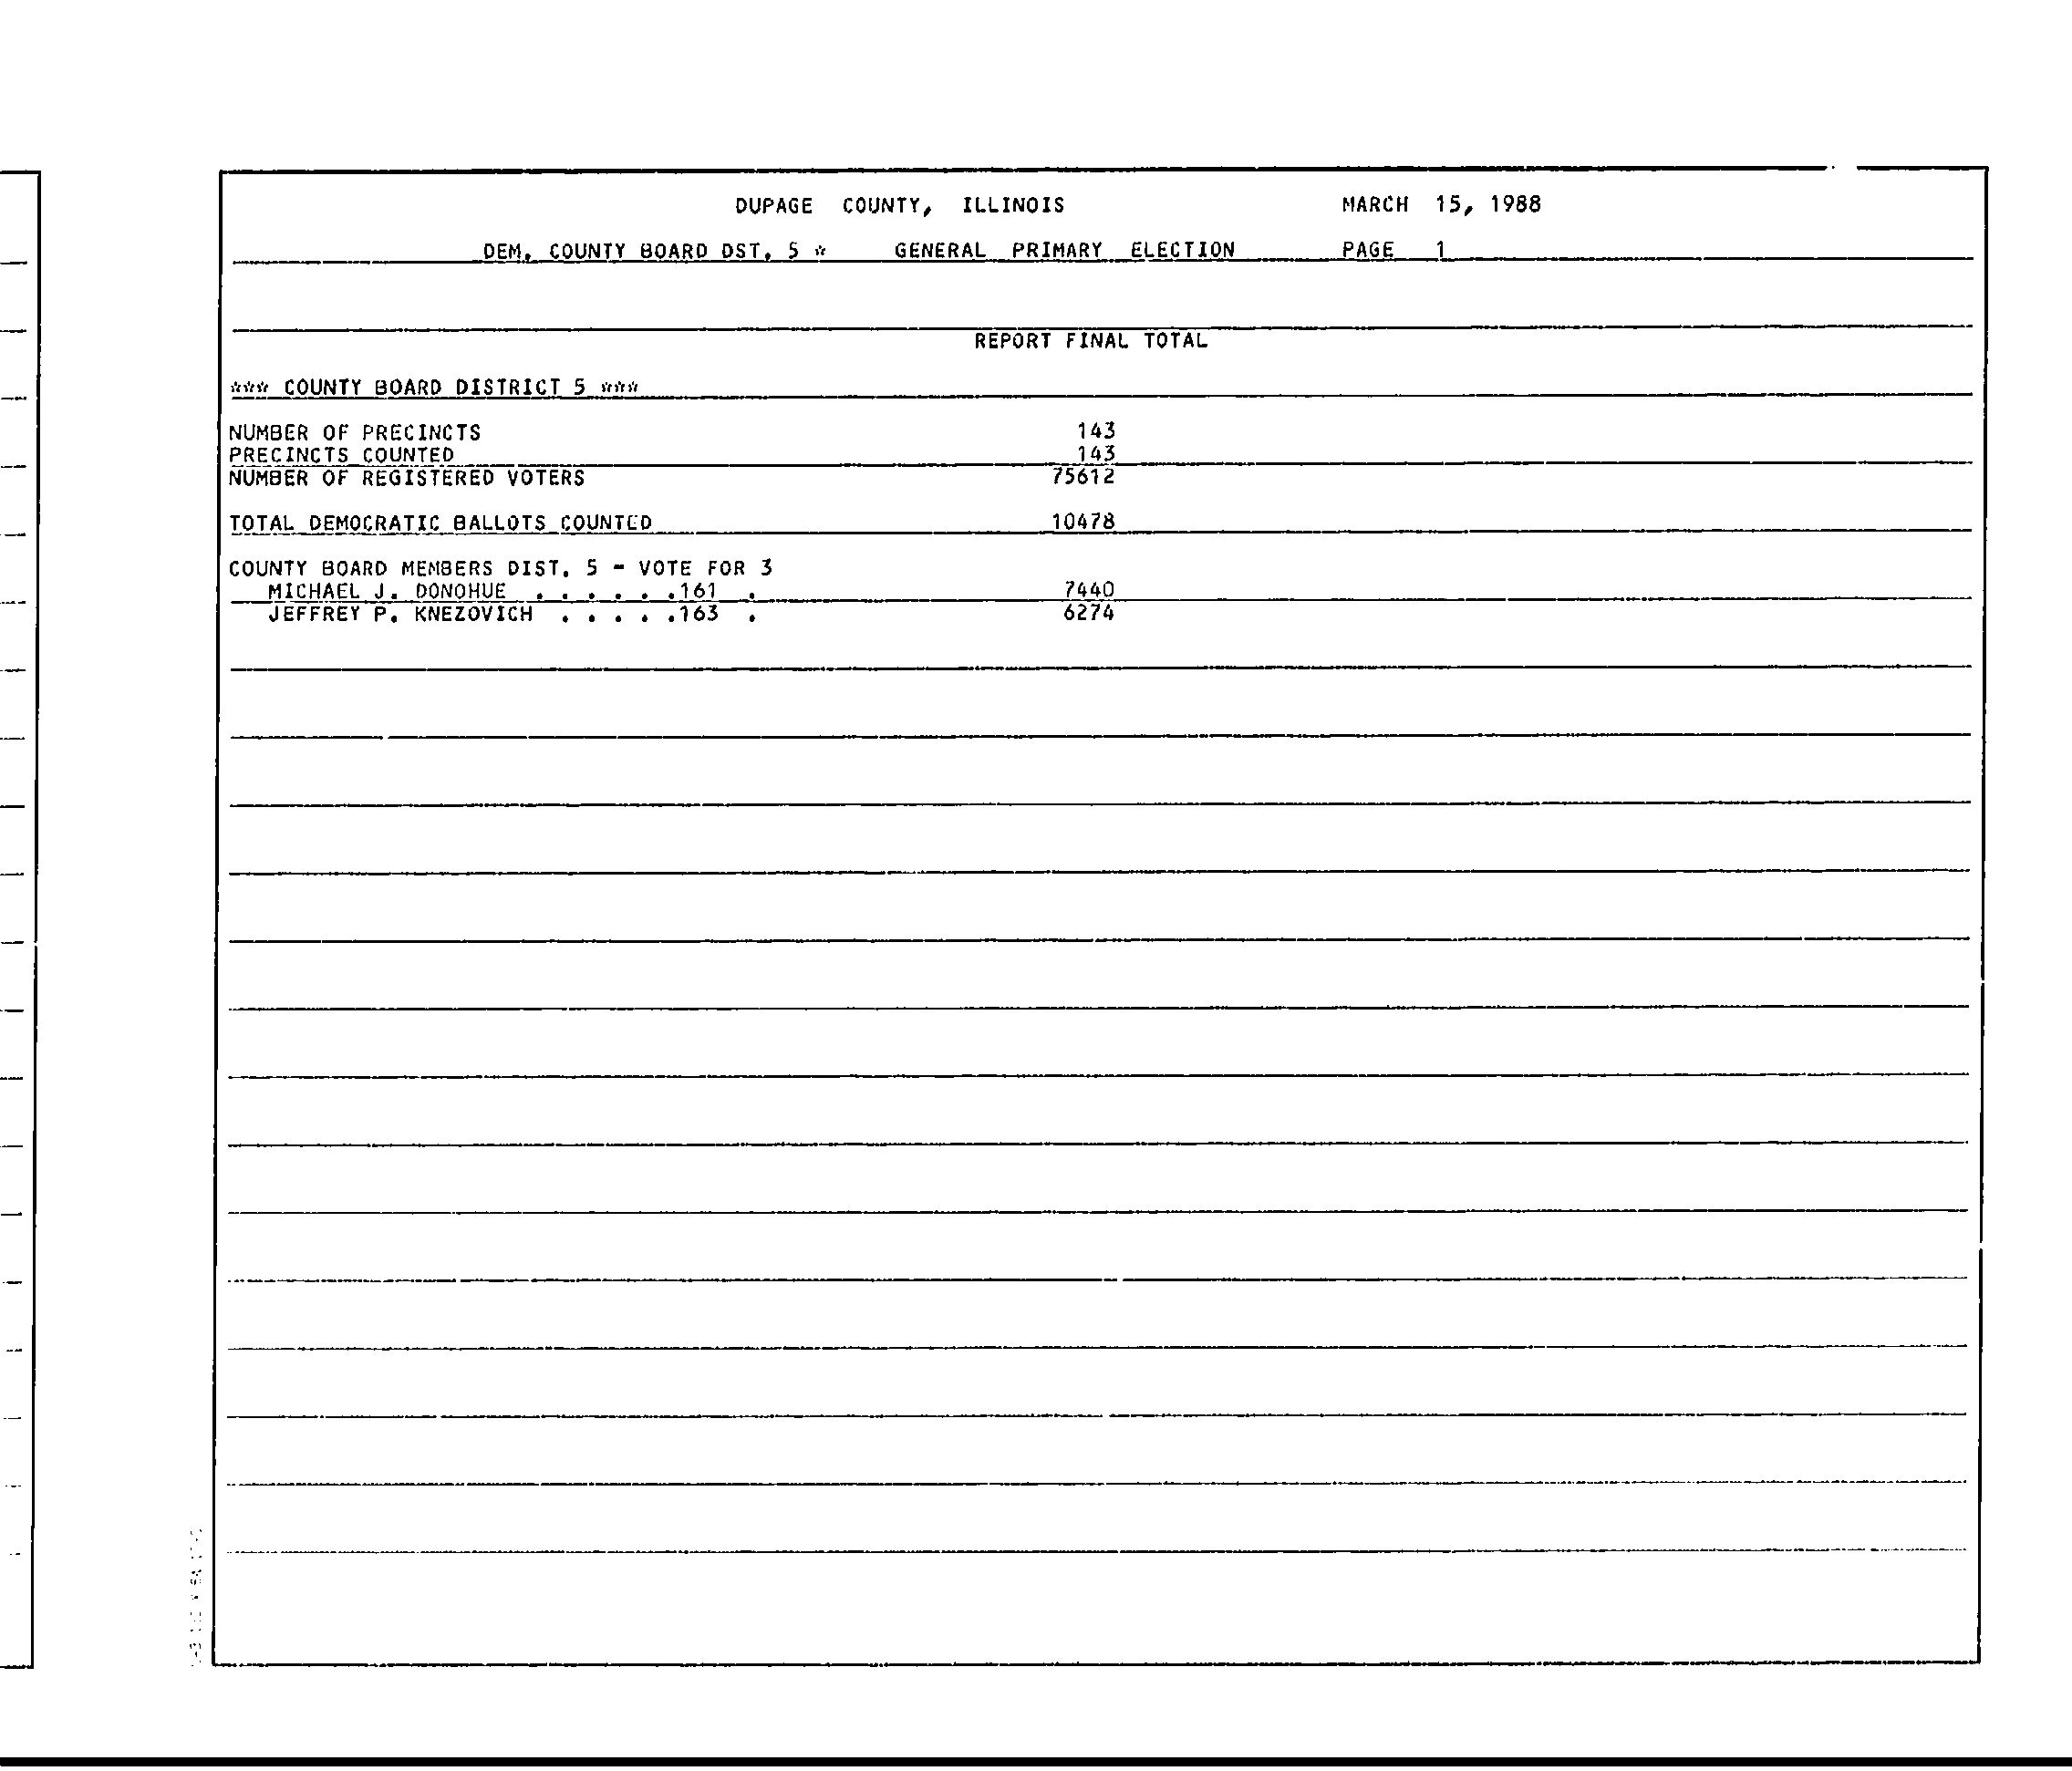 DUPAGE COUNTY, ILLINOIS MARCH 15, 1988
DEM. COUNTY BOARD DST. 5 * GENERAL PRIMARY ELECTION PAGE 1
REPORT FINAL TOTAL
*** COUNTY BOARD DISTRICT 5 ***
NUMBER OF PRECINCTS 143
PRECINCTS COUNTED 143
NUMBER OF REGISTERED VOTERS 75612
TOTAL DEMOCRATIC BALLOTS COUNTED 10478
COUNTY BOARD MEMBERS DIST. 5 - VOTE FOR 3
MICHAEL J. DONOHUE . . . . . .161 . 7440
JEFFREY P. KNEZOVICH . . . . .163 . 6274